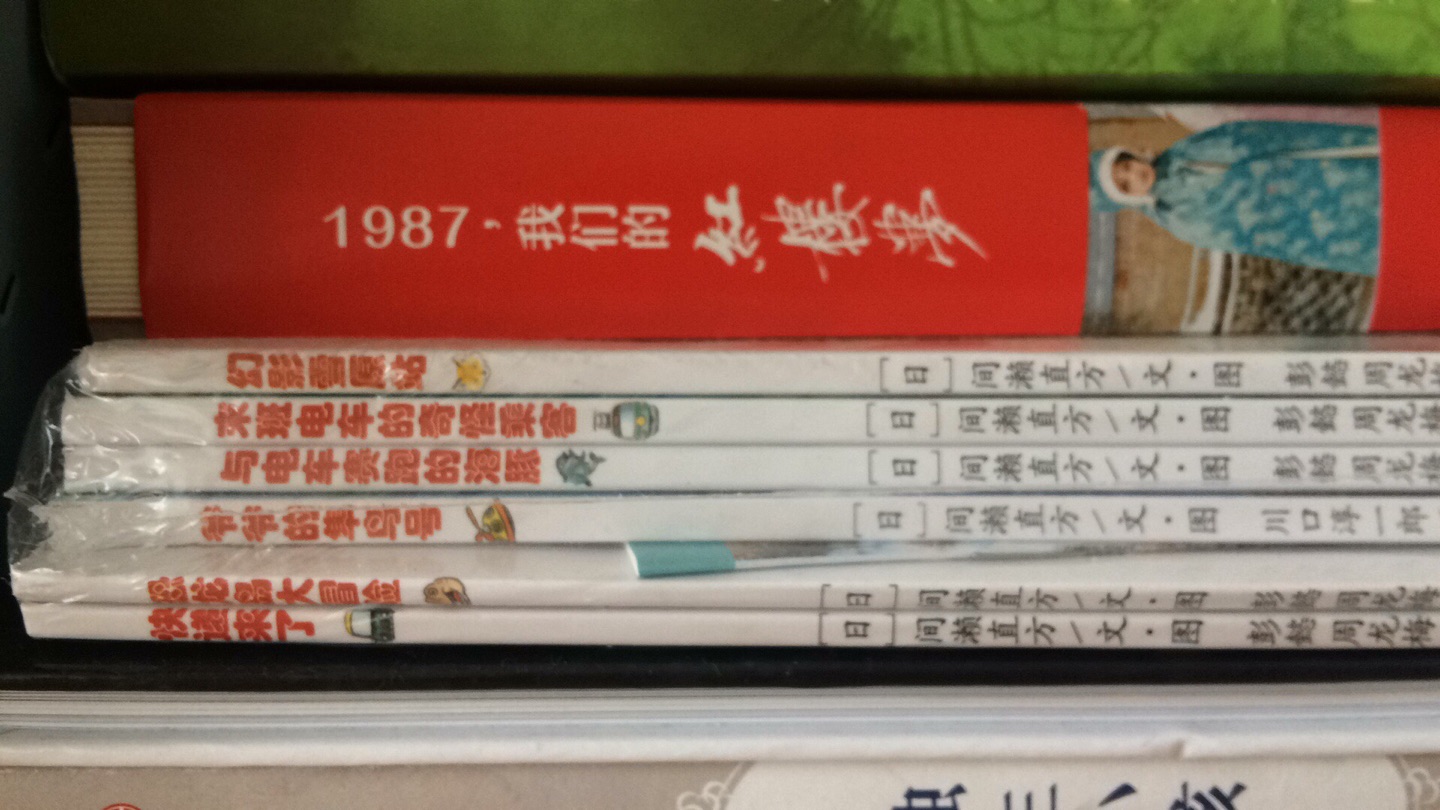 1987，我们的红楼梦
幻影雪原站 [日] 间濑直方/文·图 彭懿 周龙梅
末班电车的奇怪乘客 [日] 间濑直方/文·图 彭懿 周龙梅
与电车赛跑的海豚 [日] 间濑直方/文·图 彭懿 周龙梅
爷爷的蜂鸟号 [日] 间濑直方/文·图 川口淳一郎
恐龙号大冒险 [日] 间濑直方/文·图 彭懿 周龙梅
快递来了 [日] 间濑直方/文·图 彭懿 周龙梅